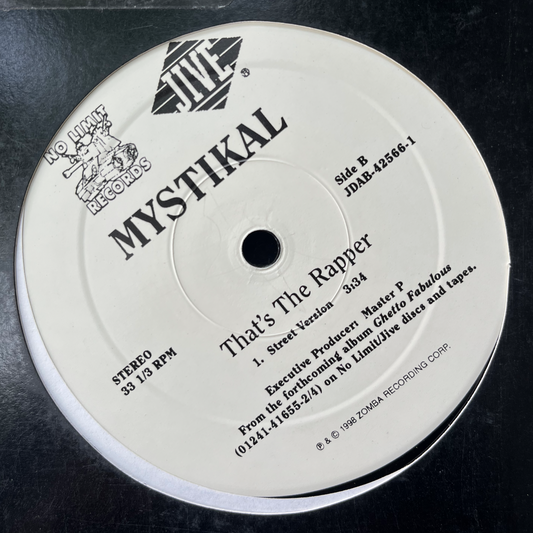 JIVE
®
NO LIMIT
RECORDS
MYSTIKAL
Side B
JDAB-42566-1
That's The Rapper
1. Street Version 3:34
STEREO
33 1/3 RPM
Executive Producer: Master P
From the forthcoming album Ghetto Fabulous
(01241-41655-2/4) on No Limit/Jive discs and tapes.
℗ & © 1998 ZOMBA RECORDING CORP.